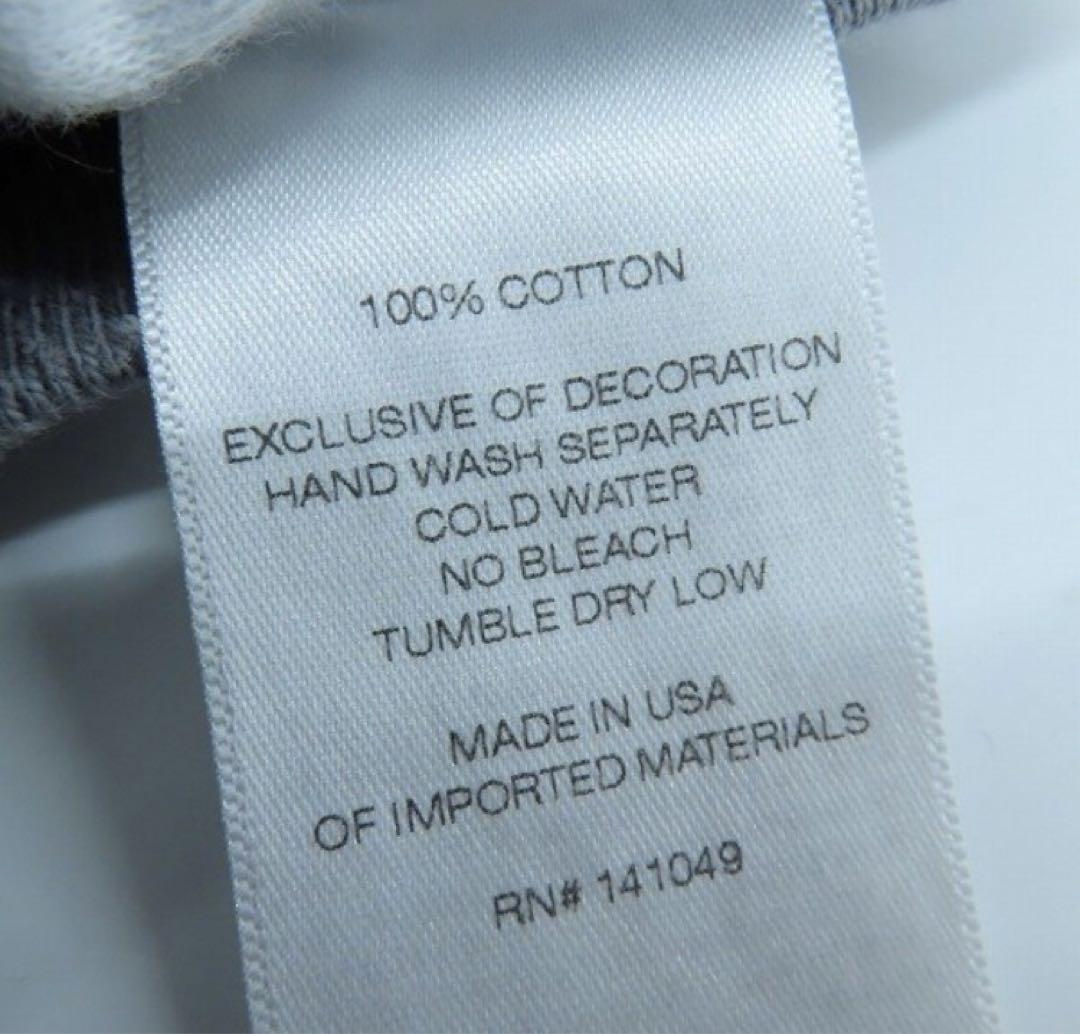 100% COTTON
EXCLUSIVE OF DECORATION
HAND WASH SEPARATELY
COLD WATER
NO BLEACH
TUMBLE DRY LOW
MADE IN USA
OF IMPORTED MATERIALS
RN# 141049